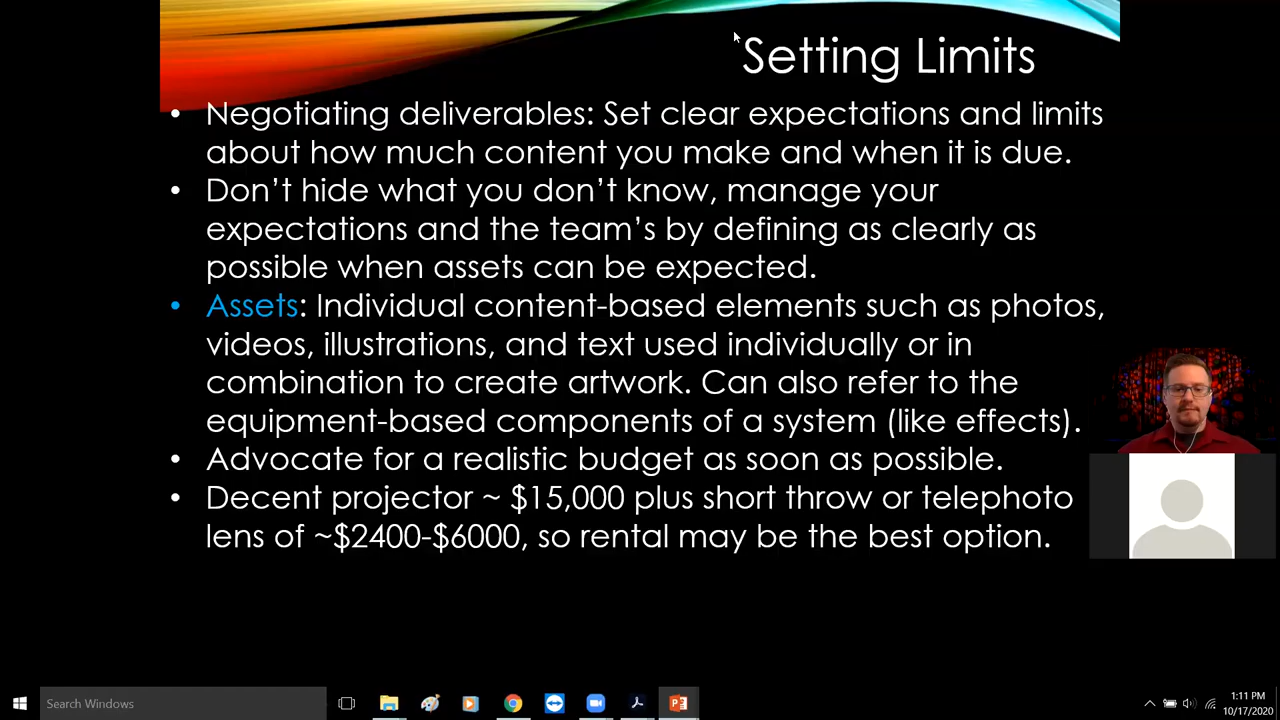 Setting Limits
• Negotiating deliverables: Set clear expectations and limits
about how much content you make and when it is due.
• Don’t hide what you don’t know, manage your
expectations and the team’s by defining as clearly as
possible when assets can be expected.
• Assets: Individual content-based elements such as photos,
videos, illustrations, and text used individually or in
combination to create artwork. Can also refer to the
equipment-based components of a system (like effects).
• Advocate for a realistic budget as soon as possible.
• Decent projector ~ $15,000 plus short throw or telephoto
lens of ~$2400-$6000, so rental may be the best option.
Search Windows
1:11 PM
10/17/2020